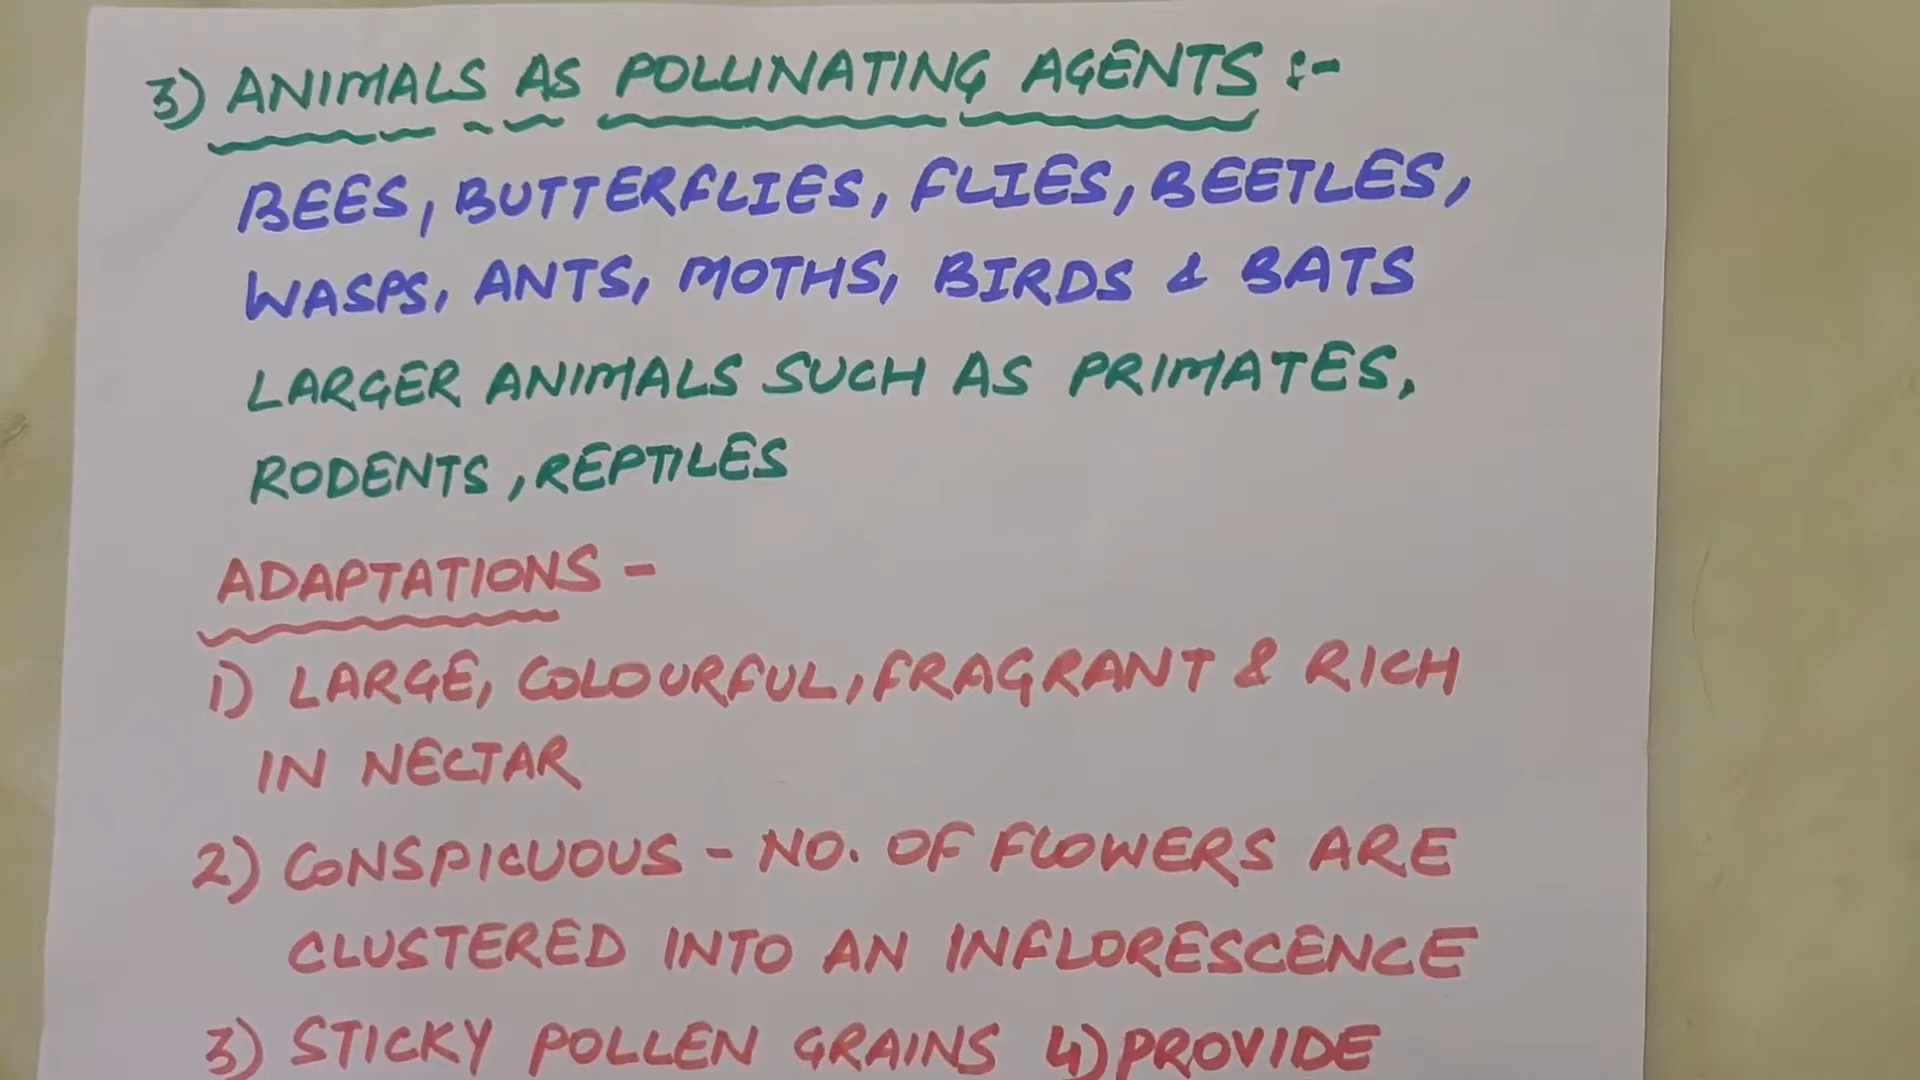 3) ANIMALS AS POLLINATING AGENTS :-
BEES, BUTTERFLIES, FLIES, BEETLES,
WASPS, ANTS, MOTHS, BIRDS & BATS
LARGER ANIMALS SUCH AS PRIMATES,
RODENTS, REPTILES
ADAPTATIONS -
1) LARGE, COLOURFUL, FRAGRANT & RICH
IN NECTAR
2) CONSPICUOUS - NO. OF FLOWERS ARE
CLUSTERED INTO AN INFLORESCENCE
3) STICKY POLLEN GRAINS 4) PROVIDE